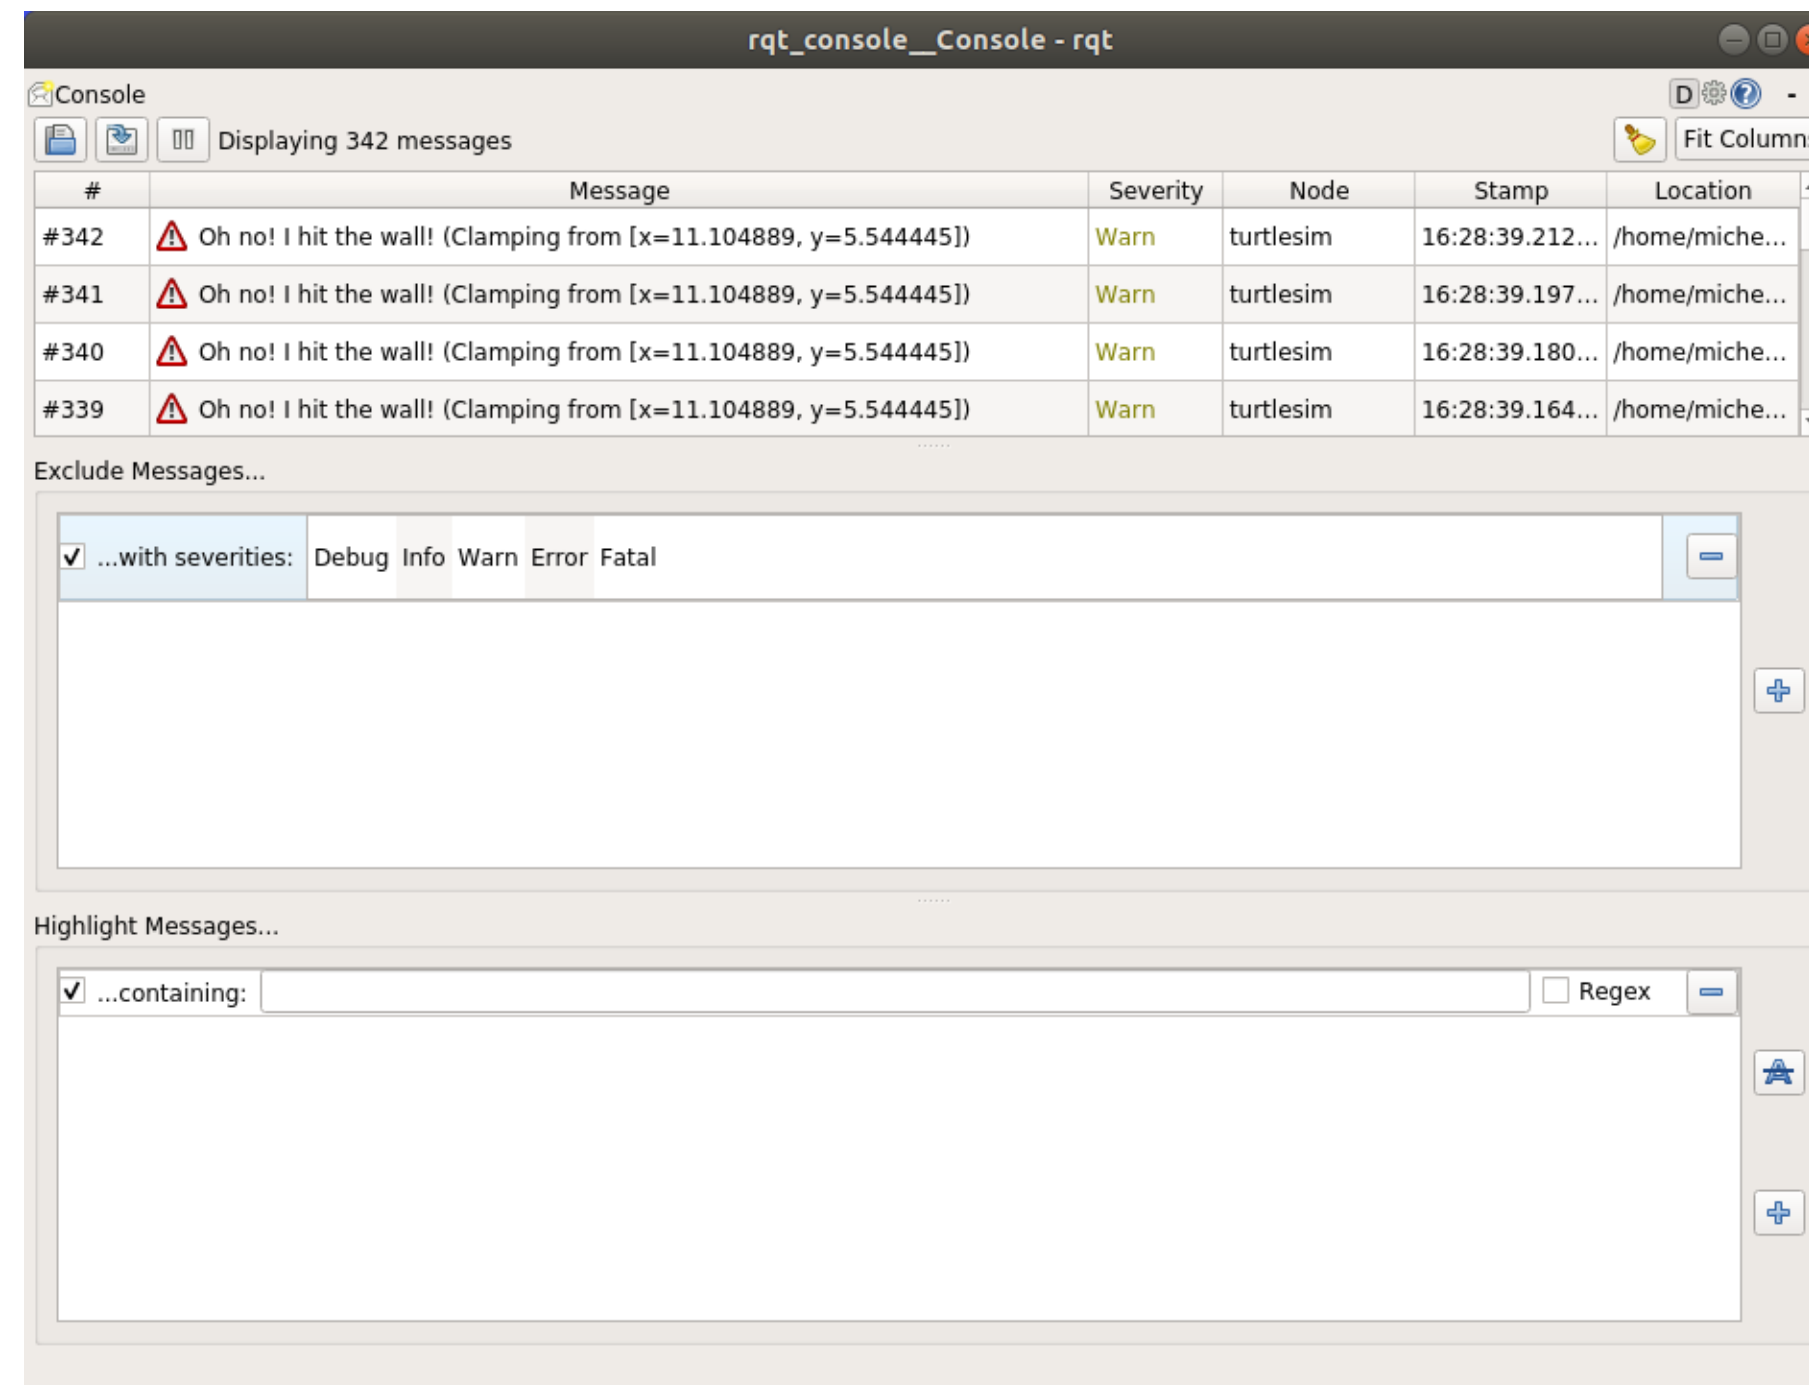 rqt_console__Console - rqt
Console D -
Displaying 342 messages Fit Columns
# Message Severity Node Stamp Location
#342 Oh no! I hit the wall! (Clamping from [x=11.104889, y=5.544445]) Warn turtlesim 16:28:39.212... /home/miche...
#341 Oh no! I hit the wall! (Clamping from [x=11.104889, y=5.544445]) Warn turtlesim 16:28:39.197... /home/miche...
#340 Oh no! I hit the wall! (Clamping from [x=11.104889, y=5.544445]) Warn turtlesim 16:28:39.180... /home/miche...
#339 Oh no! I hit the wall! (Clamping from [x=11.104889, y=5.544445]) Warn turtlesim 16:28:39.164... /home/miche...
Exclude Messages...
...with severities: Debug Info Warn Error Fatal
Highlight Messages...
...containing: Regex